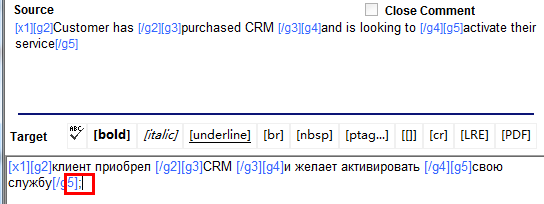 Source
Close Comment
[x1][g2]Customer has [/g2][g3]purchased CRM [/g3][g4]and is looking to [/g4][g5]activate their
service[/g5]
Target ABC [bold] [italic] [underline] [br] [nbsp] [ptag...] [[]] [cr] [LRE] [PDF]
[x1][g2]клиент приобрел [/g2][g3]CRM [/g3][g4]и желает активировать [/g4][g5]свою
службу[/g5];